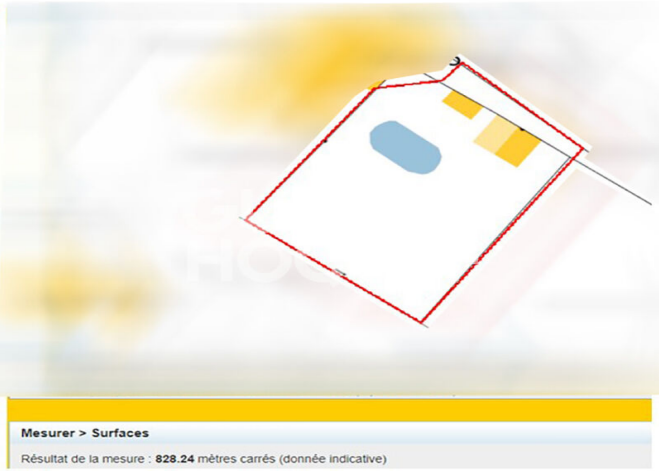 Mesurer > Surfaces
Résultat de la mesure : 828.24 mètres carrés (donnée indicative)